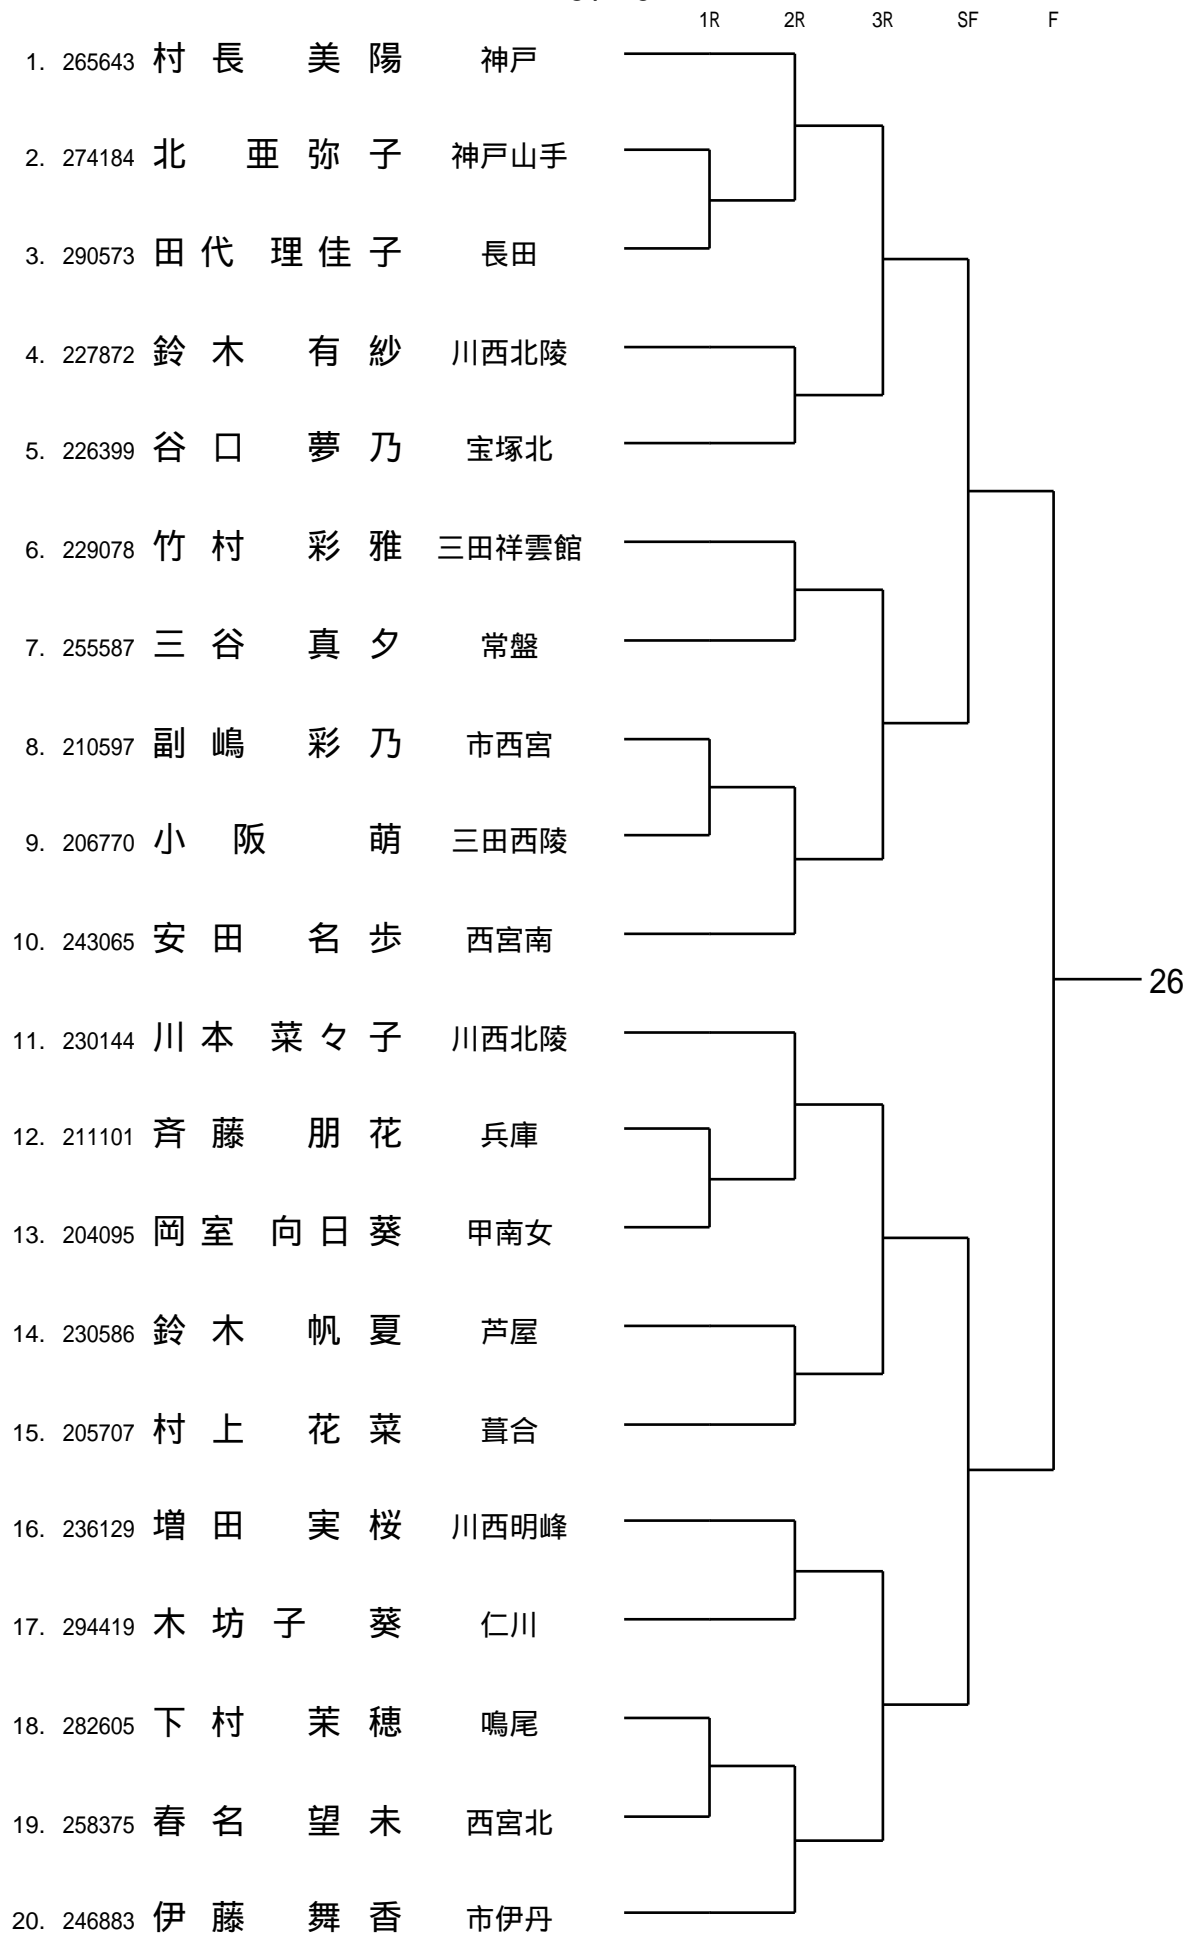 1R 2R 3R SF F
1. 265643 村長 美陽 神戸
2. 274184 北 亜弥子 神戸山手
3. 290573 田代 理佳子 長田
4. 227872 鈴木 有紗 川西北陵
5. 226399 谷口 夢乃 宝塚北
6. 229078 竹村 彩雅 三田祥雲館
7. 255587 三谷 真夕 常盤
8. 210597 副嶋 彩乃 市西宮
9. 206770 小阪 萌 三田西陵
10. 243065 安田 名歩 西宮南
26
11. 230144 川本 菜々子 川西北陵
12. 211101 斉藤 朋花 兵庫
13. 204095 岡室 向日葵 甲南女
14. 230586 鈴木 帆夏 芦屋
15. 205707 村上 花菜 葺合
16. 236129 増田 実桜 川西明峰
17. 294419 木坊子 葵 仁川
18. 282605 下村 茉穂 鳴尾
19. 258375 春名 望未 西宮北
20. 246883 伊藤 舞香 市伊丹